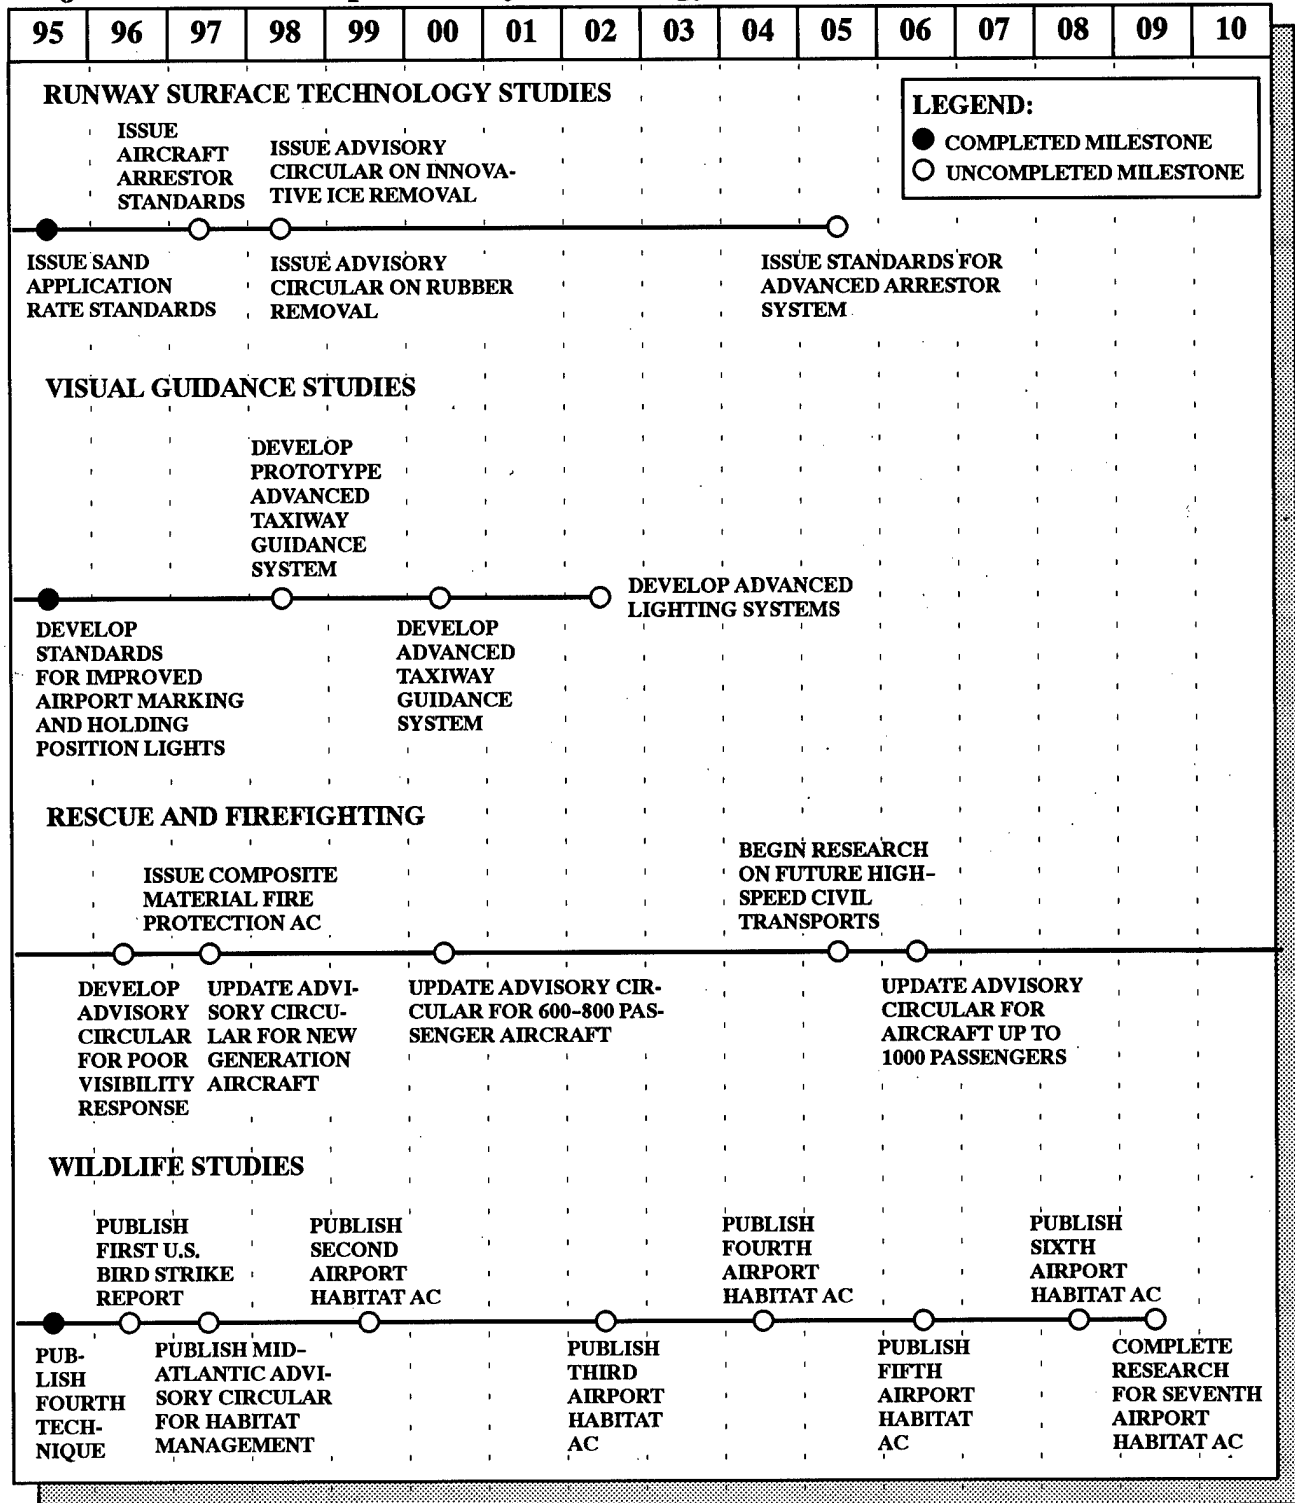 95 96 97 98 99 00 01 02 03 04 05 06 07 08 09 10
RUNWAY SURFACE TECHNOLOGY STUDIES
LEGEND:
COMPLETED MILESTONE
UNCOMPLETED MILESTONE
ISSUE
AIRCRAFT
ARRESTOR
STANDARDS
ISSUE ADVISORY
CIRCULAR ON INNOVA-
TIVE ICE REMOVAL
ISSUE SAND
APPLICATION
RATE STANDARDS
ISSUE ADVISORY
CIRCULAR ON RUBBER
REMOVAL
ISSUE STANDARDS FOR
ADVANCED ARRESTOR
SYSTEM
VISUAL GUIDANCE STUDIES
DEVELOP
PROTOTYPE
ADVANCED
TAXIWAY
GUIDANCE
SYSTEM
DEVELOP ADVANCED
LIGHTING SYSTEMS
DEVELOP
STANDARDS
FOR IMPROVED
AIRPORT MARKING
AND HOLDING
POSITION LIGHTS
DEVELOP
ADVANCED
TAXIWAY
GUIDANCE
SYSTEM
RESCUE AND FIREFIGHTING
ISSUE COMPOSITE
MATERIAL FIRE
PROTECTION AC
BEGIN RESEARCH
ON FUTURE HIGH-
SPEED CIVIL
TRANSPORTS
DEVELOP
ADVISORY
CIRCULAR
FOR POOR
VISIBILITY
RESPONSE
UPDATE ADVI-
SORY CIRCU-
LAR FOR NEW
GENERATION
AIRCRAFT
UPDATE ADVISORY CIR-
CULAR FOR 600-800 PAS-
SENGER AIRCRAFT
UPDATE ADVISORY
CIRCULAR FOR
AIRCRAFT UP TO
1000 PASSENGERS
WILDLIFE STUDIES
PUBLISH
FIRST U.S.
BIRD STRIKE
REPORT
PUBLISH
SECOND
AIRPORT
HABITAT AC
PUBLISH
FOURTH
AIRPORT
HABITAT AC
PUBLISH
SIXTH
AIRPORT
HABITAT AC
PUB-
LISH
FOURTH
TECH-
NIQUE
PUBLISH MID-
ATLANTIC ADVI-
SORY CIRCULAR
FOR HABITAT
MANAGEMENT
PUBLISH
THIRD
AIRPORT
HABITAT
AC
PUBLISH
FIFTH
AIRPORT
HABITAT
AC
COMPLETE
RESEARCH
FOR SEVENTH
AIRPORT
HABITAT AC